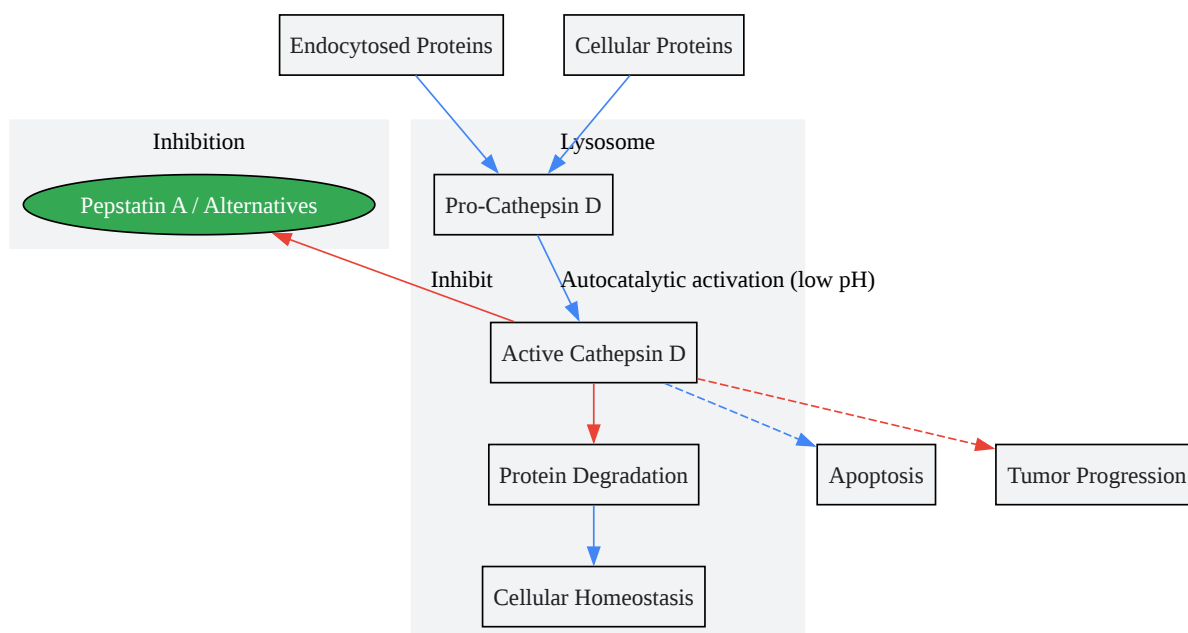 Endocytosed Proteins
Cellular Proteins
Inhibition
Lysosome
Pepstatin A / Alternatives
Pro-Cathepsin D
Inhibit
Autocatalytic activation (low pH)
Active Cathepsin D
Protein Degradation
Apoptosis
Tumor Progression
Cellular Homeostasis